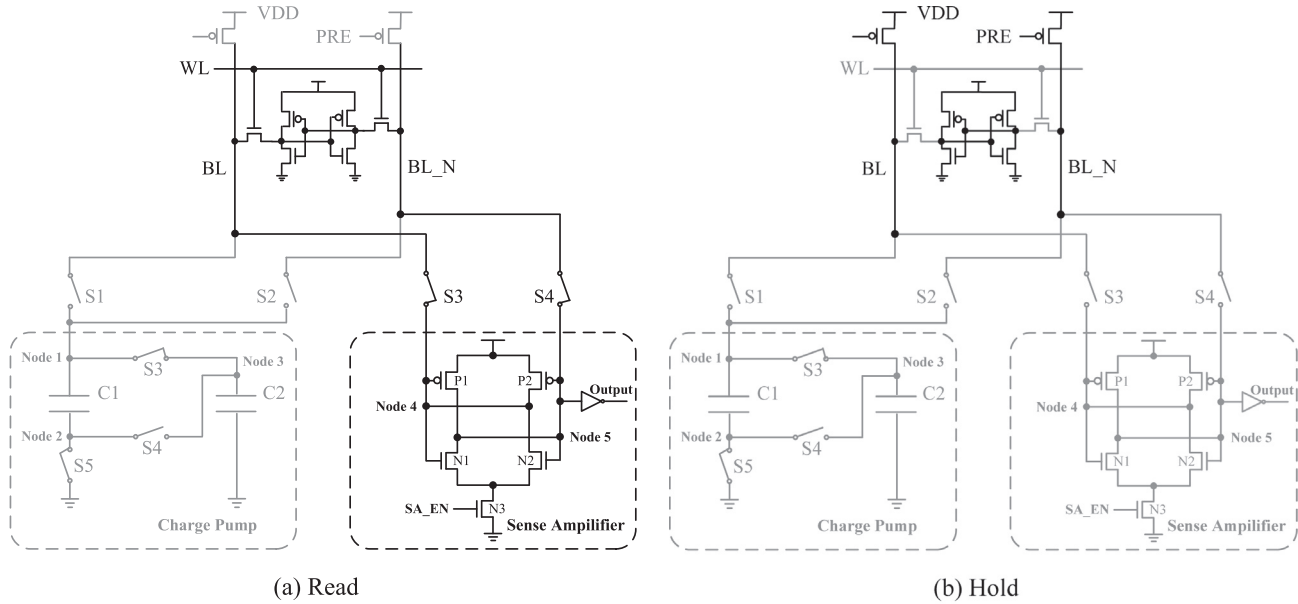 VDD
PRE
WL
BL
BL_N
S1
S2
S3
S4
Node 1
S3
Node 3
C1
C2
Node 2
S4
S5
Charge Pump
P1
P2
Output
Node 4
Node 5
N1
N2
SA_EN
N3
Sense Ampilifier
(a) Read
VDD
PRE
WL
BL
BL_N
S1
S2
S3
S4
Node 1
S3
Node 3
C1
C2
Node 2
S4
S5
Charge Pump
P1
P2
Output
Node 4
Node 5
N1
N2
SA_EN
N3
Sense Ampilifier
(b) Hold